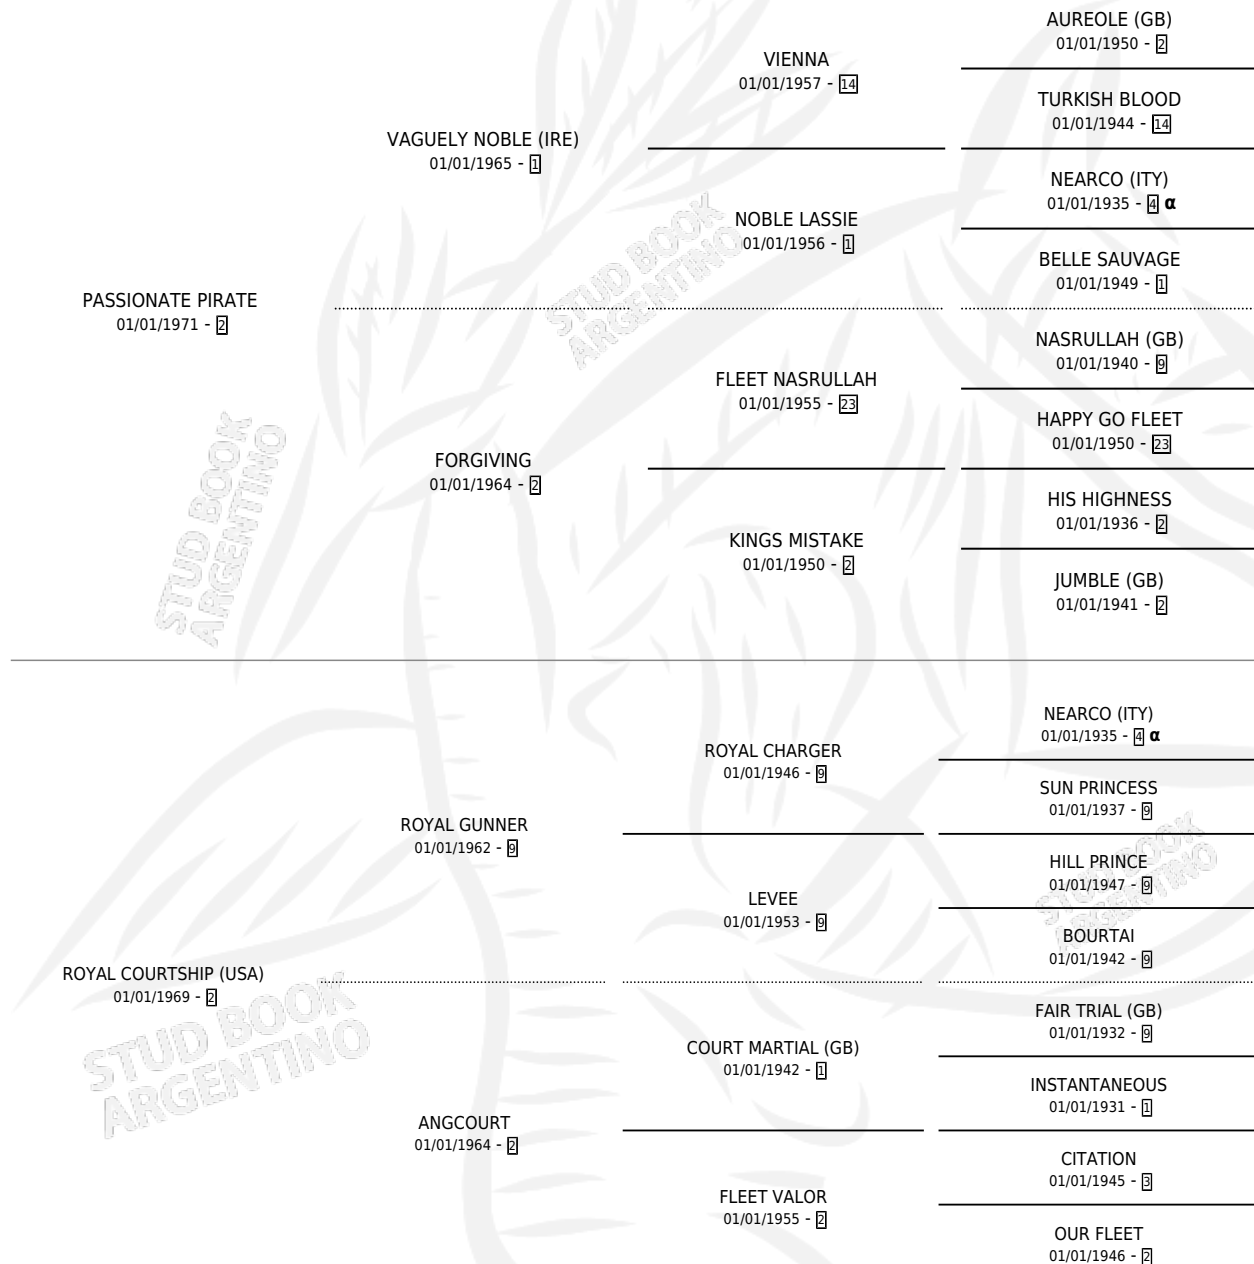 AUREOLE (GB)
01/01/1950 - 2
VIENNA
01/01/1957 - 14
TURKISH BLOOD
01/01/1944 - 14
VAGUELY NOBLE (IRE)
01/01/1965 - 1
NEARCO (ITY)
01/01/1935 - 4 α
NOBLE LASSIE
01/01/1956 - 1
BELLE SAUVAGE
01/01/1949 - 1
PASSIONATE PIRATE
01/01/1971 - 2
NASRULLAH (GB)
01/01/1940 - 9
FLEET NASRULLAH
01/01/1955 - 23
HAPPY GO FLEET
01/01/1950 - 23
FORGIVING
01/01/1964 - 2
HIS HIGHNESS
01/01/1936 - 2
KINGS MISTAKE
01/01/1950 - 2
JUMBLE (GB)
01/01/1941 - 2
STUD BOOK
ARGENTINO
STUD BOOK
ARGENTINO
NEARCO (ITY)
01/01/1935 - 4 α
ROYAL CHARGER
01/01/1946 - 9
SUN PRINCESS
01/01/1937 - 9
ROYAL GUNNER
01/01/1962 - 9
HILL PRINCE
01/01/1947 - 9
LEVEE
01/01/1953 - 9
BOURTAI
01/01/1942 - 9
ROYAL COURTSHIP (USA)
01/01/1969 - 2
FAIR TRIAL (GB)
01/01/1932 - 9
COURT MARTIAL (GB)
01/01/1942 - 1
INSTANTANEOUS
01/01/1931 - 1
ANGCOURT
01/01/1964 - 2
CITATION
01/01/1945 - 3
FLEET VALOR
01/01/1955 - 2
OUR FLEET
01/01/1946 - 2
STUD BOOK
ARGENTINO
STUD BOOK
ARGENTINO